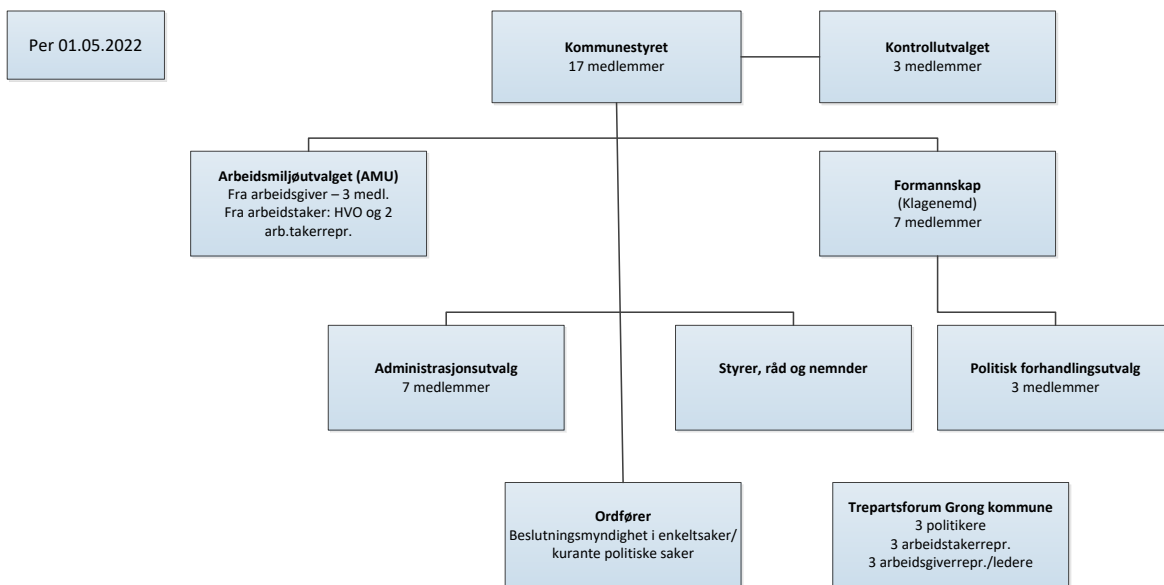 Per 01.05.2022
Kommunestyret
17 medlemmer
Kontrollutvalget
3 medlemmer
Arbeidsmiljøutvalget (AMU)
Fra arbeidsgiver – 3 medl.
Fra arbeidstaker: HVO og 2
arb.takerrepr.
Formannskap
(Klagenemd)
7 medlemmer
Administrasjonsutvalg
7 medlemmer
Styrer, råd og nemnder
Politisk forhandlingsutvalg
3 medlemmer
Ordfører
Beslutningsmyndighet i enkeltsaker/
kurante politiske saker
Trepartsforum Grong kommune
3 politikere
3 arbeidstakerrepr.
3 arbeidsgiverrepr./ledere